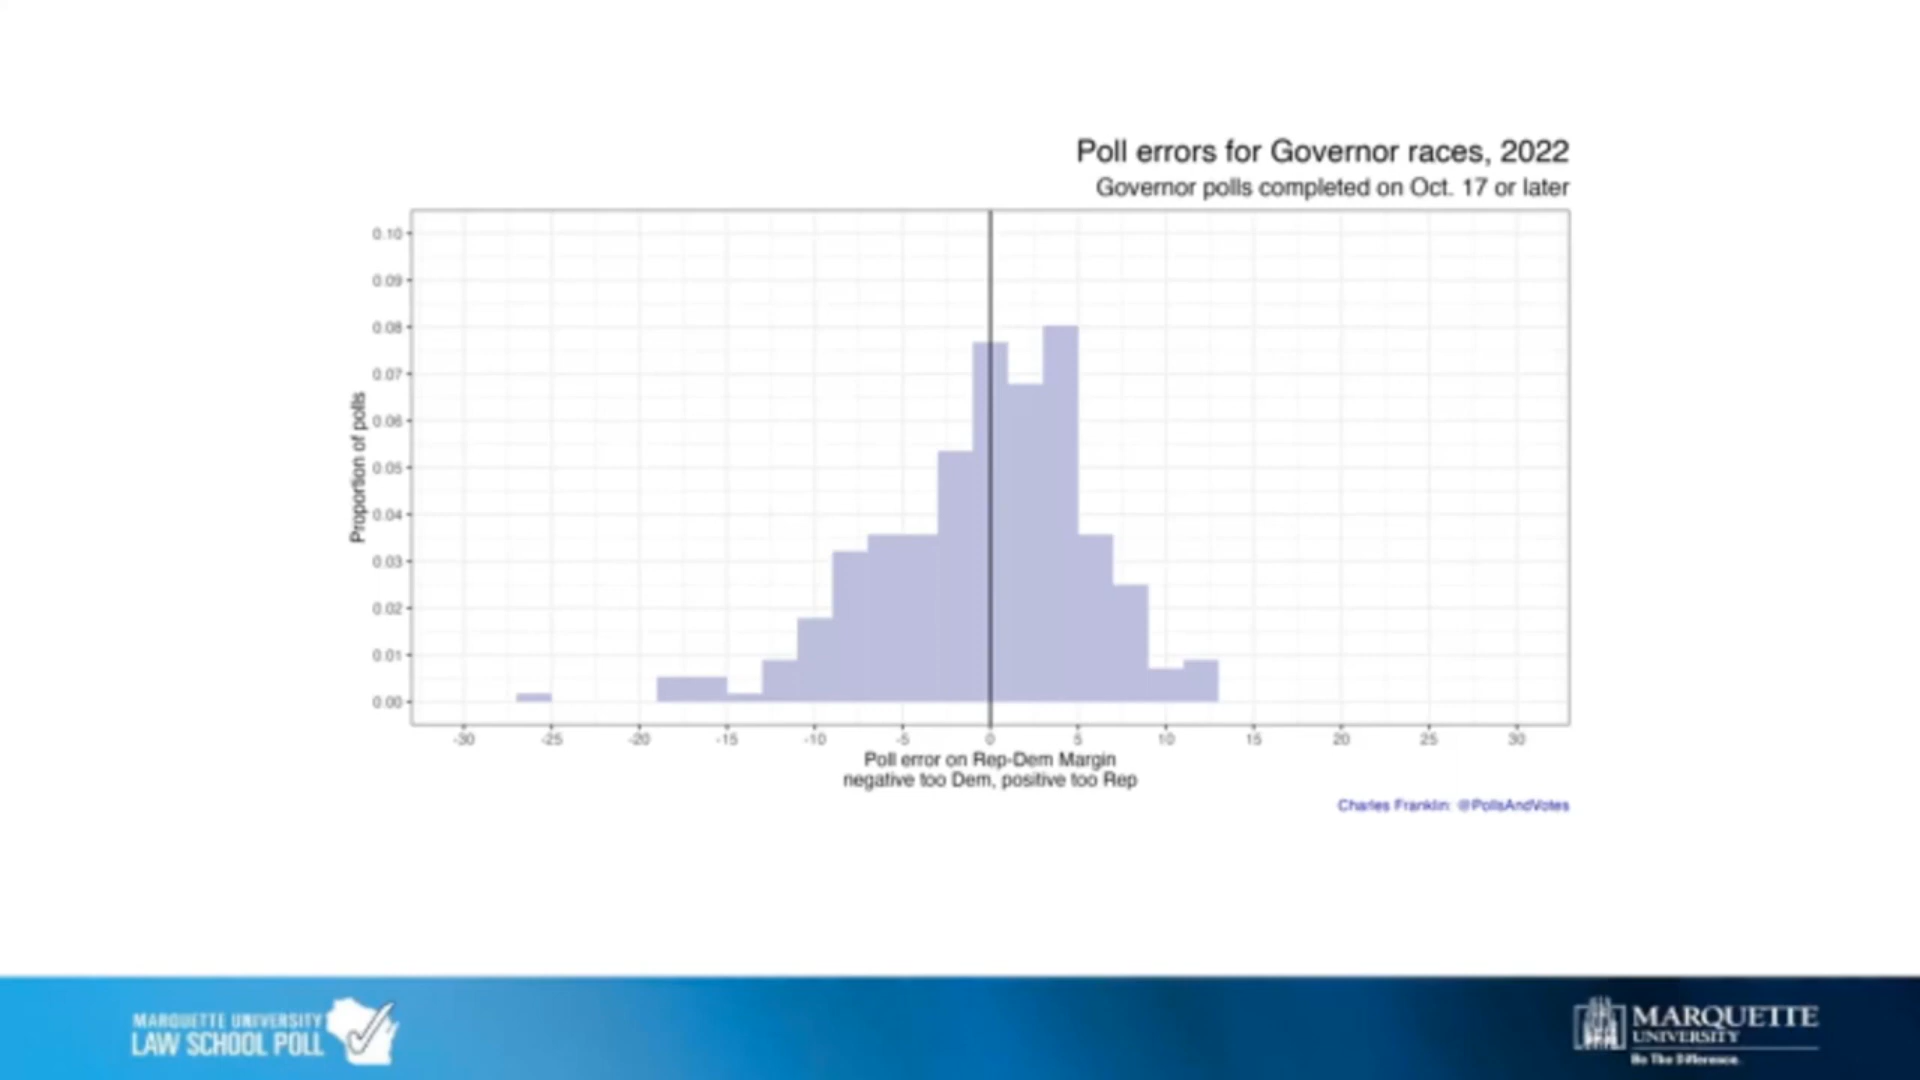 Poll errors for Governor races, 2022
Governor polls completed on Oct. 17 or later
0.10
0.09
0.08
0.07
0.06
0.05
0.04
0.03
0.02
0.01
0.00
Proportion of polls
-30 -25 -20 -15 -10 -5 0 5 10 15 20 25 30
Poll error on Rep-Dem Margin
negative too Dem, positive too Rep
Charles Franklin: @PollsAndVotes
MARQUETTE UNIVERSITY
LAW SCHOOL POLL
MARQUETTE
UNIVERSITY
Be The Difference.